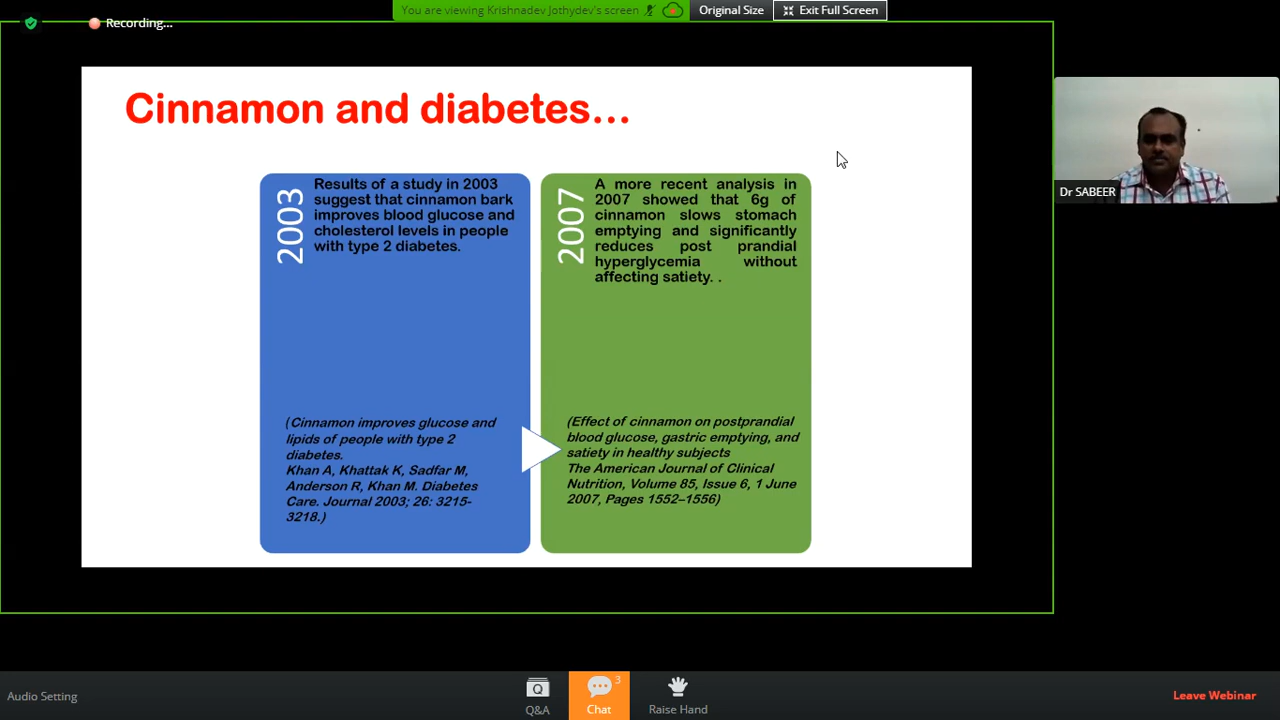 You are viewing Krishnadev Jothydev's screen
Original Size
Exit Full Screen
Recording...
Cinnamon and diabetes...
2003
Results of a study in 2003
suggest that cinnamon bark
improves blood glucose and
cholesterol levels in people
with type 2 diabetes.
(Cinnamon improves glucose and
lipids of people with type 2
diabetes.
Khan A, Khattak K, Sadfar M,
Anderson R, Khan M. Diabetes
Care. Journal 2003; 26: 3215-
3218.)
2007
A more recent analysis in
2007 showed that 6g of
cinnamon slows stomach
emptying and significantly
reduces post prandial
hyperglycemia without
affecting satiety. .
(Effect of cinnamon on postprandial
blood glucose, gastric emptying, and
satiety in healthy subjects
The American Journal of Clinical
Nutrition, Volume 85, Issue 6, 1 June
2007, Pages 1552–1556)
Dr SABEER
Audio Setting
Q
Q&A
3
Chat
Raise Hand
Leave Webinar